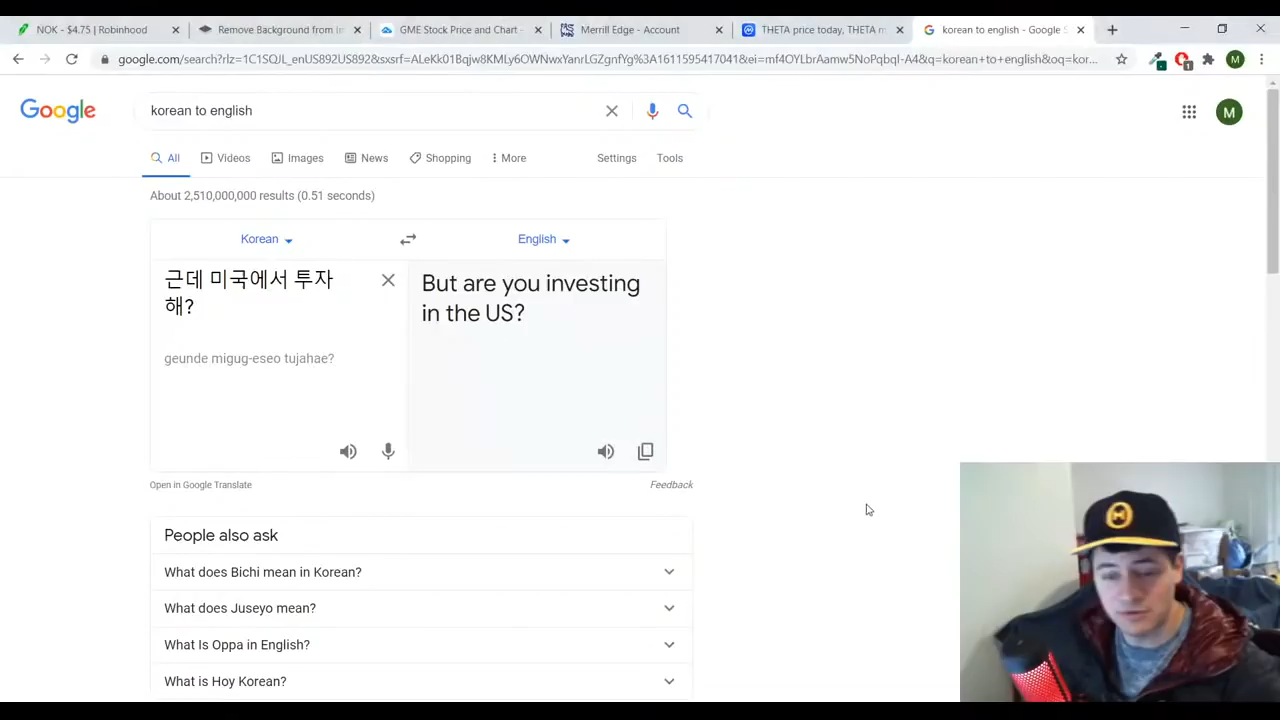 NOK - $4.75 | Robinhood
Remove Background from Im
GME Stock Price and Chart -
Merrill Edge - Account
THETA price today, THETA m
korean to english - Google S
google.com/search?rlz=1C1SQJL_enUS892US892&sxsrf=ALeKk01Bqjw8KMLy6OWNwxYanrLGZgnfYg%3A1611595417041&ei=mf4OYLbrAamw5NoPqbqI-A4&q=korean+to+english&oq=kor...
Google
korean to english
M
All
Videos
Images
News
Shopping
More
Settings
Tools
About 2,510,000,000 results (0.51 seconds)
Korean
English
근데 미국에서 투자
해?
geunde migug-eseo tujahae?
But are you investing
in the US?
Open in Google Translate
Feedback
People also ask
What does Bichi mean in Korean?
What does Juseyo mean?
What Is Oppa in English?
What is Hoy Korean?